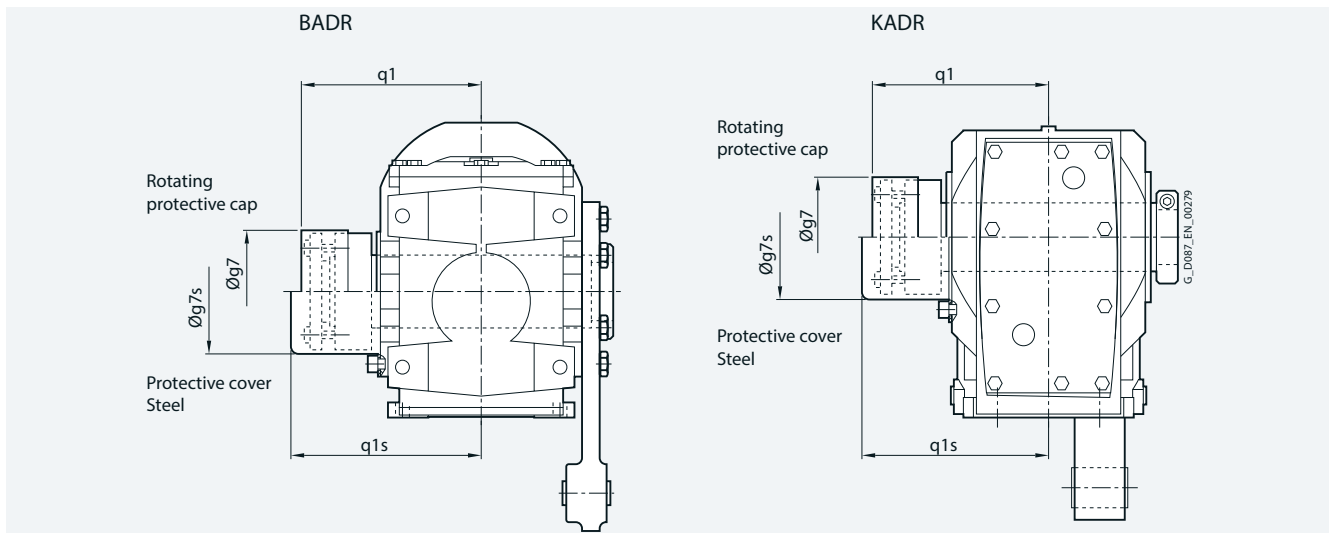 BADR
q1
Rotating
protective cap
Øg7
Øg7s
Protective cover
Steel
q1s
KADR
q1
Rotating
protective cap
Øg7
Øg7s
Protective cover
Steel
q1s
G_D087_EN_00279